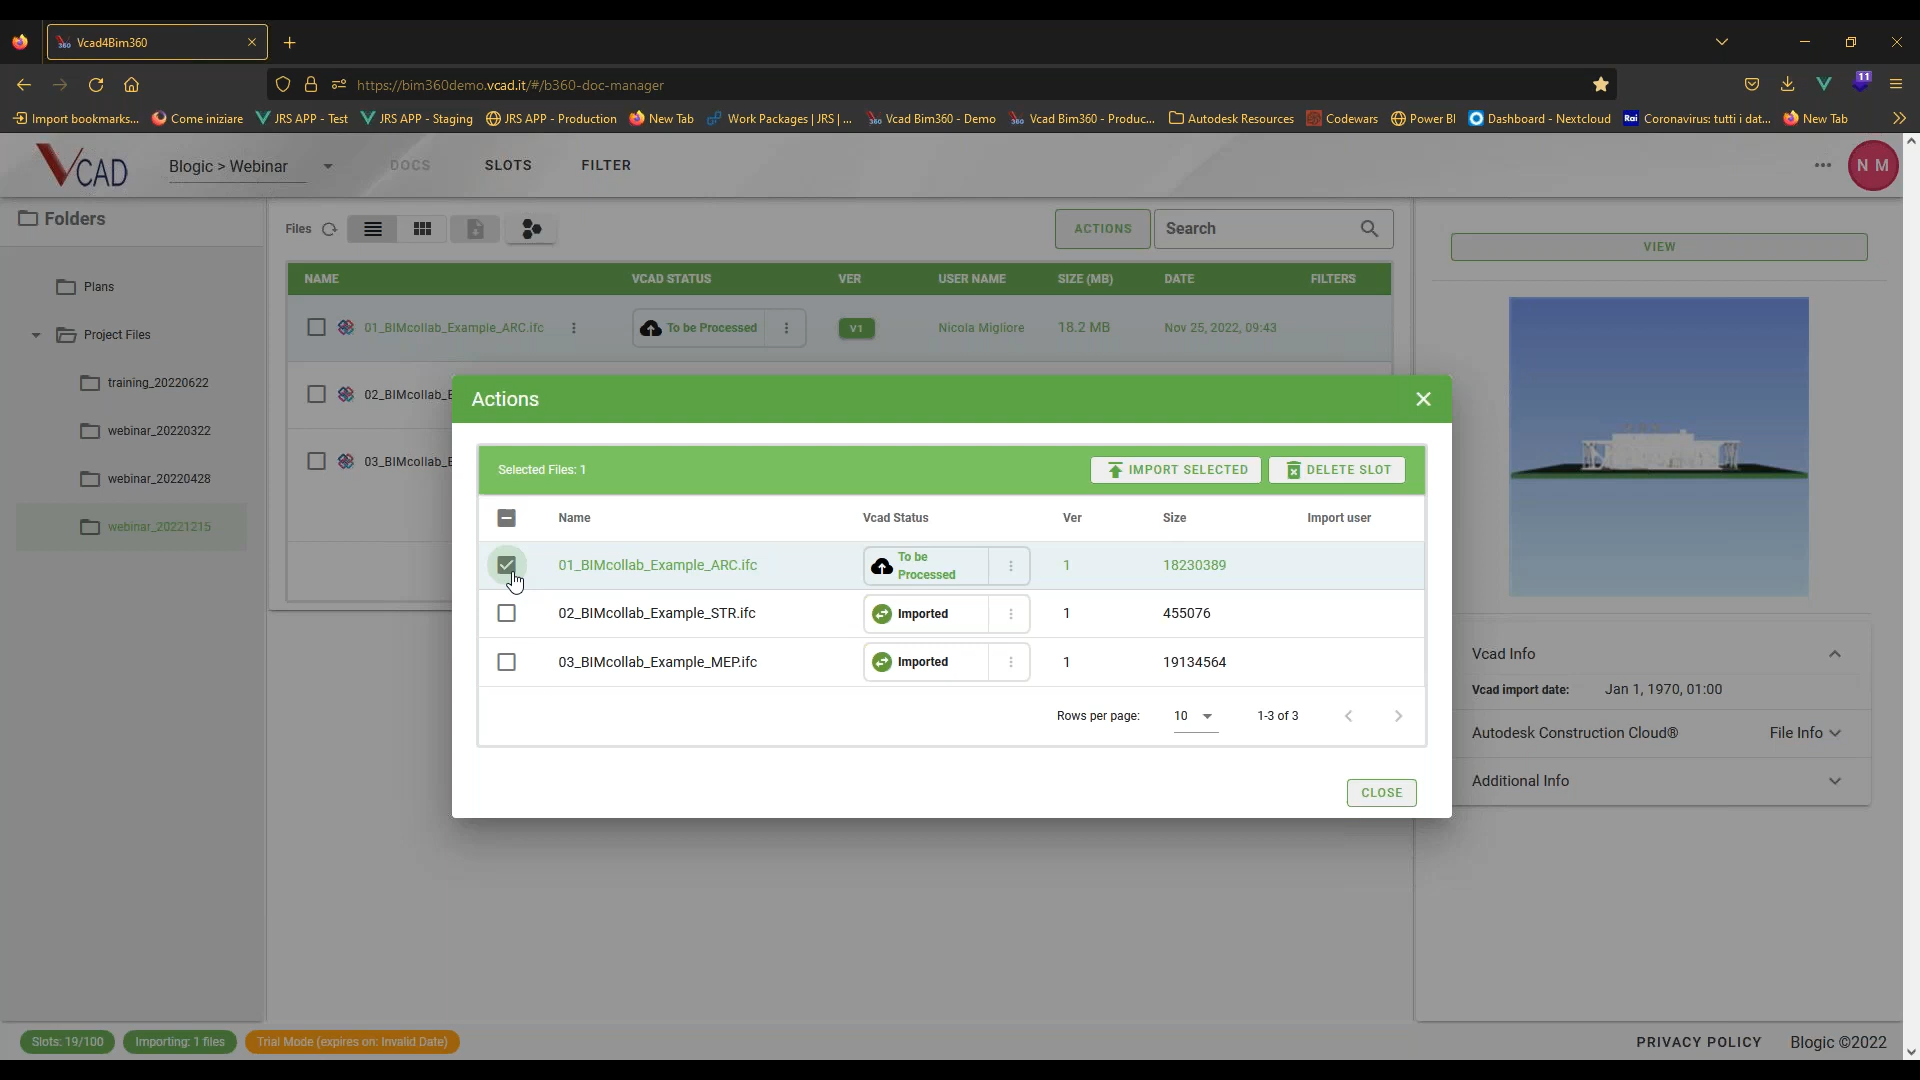 Vcad4Bim360
https://bim360demo.vcad.it/#/b360-doc-manager
11
Import bookmarks... Come iniziare JRS APP - Test JRS APP - Staging JRS APP - Production New Tab Work Packages | JRS | ... Vcad Bim360 - Demo Vcad Bim360 - Produc... Autodesk Resources Codewars Power BI Dashboard - Nextcloud Rai Coronavirus: tutti i dat... New Tab
VCAD Blogic > Webinar DOCS SLOTS FILTER N M
Folders
Plans
Project Files
training_20220622
webinar_20220322
webinar_20220428
webinar_20221215
Files ACTIONS Search
NAME VCAD STATUS VER USER NAME SIZE (MB) DATE FILTERS
01_BIMcollab_Example_ARC.ifc To be Processed V1 Nicola Migliore 18.2 MB Nov 25, 2022, 09:43
02_BIMcollab_E
03_BIMcollab_E
Actions
Selected Files: 1 IMPORT SELECTED DELETE SLOT
Name Vcad Status Ver Size Import user
01_BIMcollab_Example_ARC.ifc To be Processed 1 18230389
02_BIMcollab_Example_STR.ifc Imported 1 455076
03_BIMcollab_Example_MEP.ifc Imported 1 19134564
Rows per page: 10 1-3 of 3
CLOSE
VIEW
Vcad Info
Vcad import date: Jan 1, 1970, 01:00
Autodesk Construction Cloud® File Info
Additional Info
Slots: 19/100 Importing: 1 files Trial Mode (expires on: Invalid Date)
PRIVACY POLICY Blogic ©2022